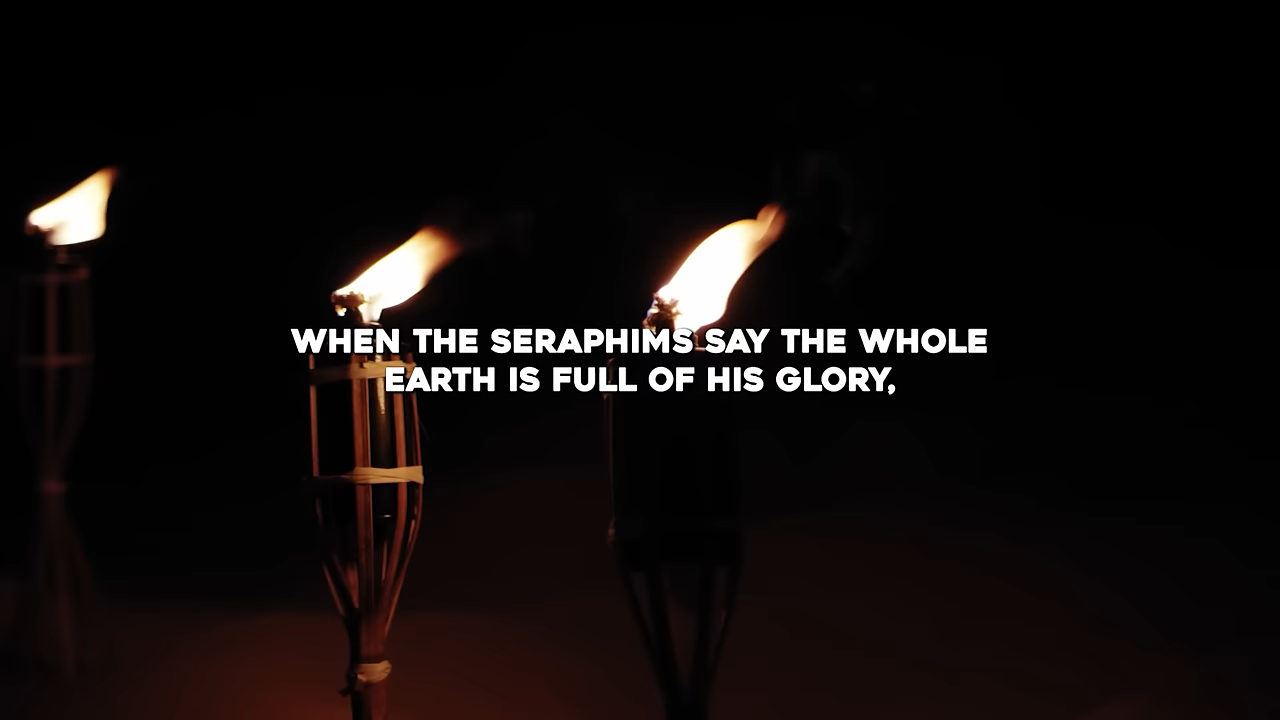 WHEN THE SERAPHIMS SAY THE WHOLE
EARTH IS FULL OF HIS GLORY,